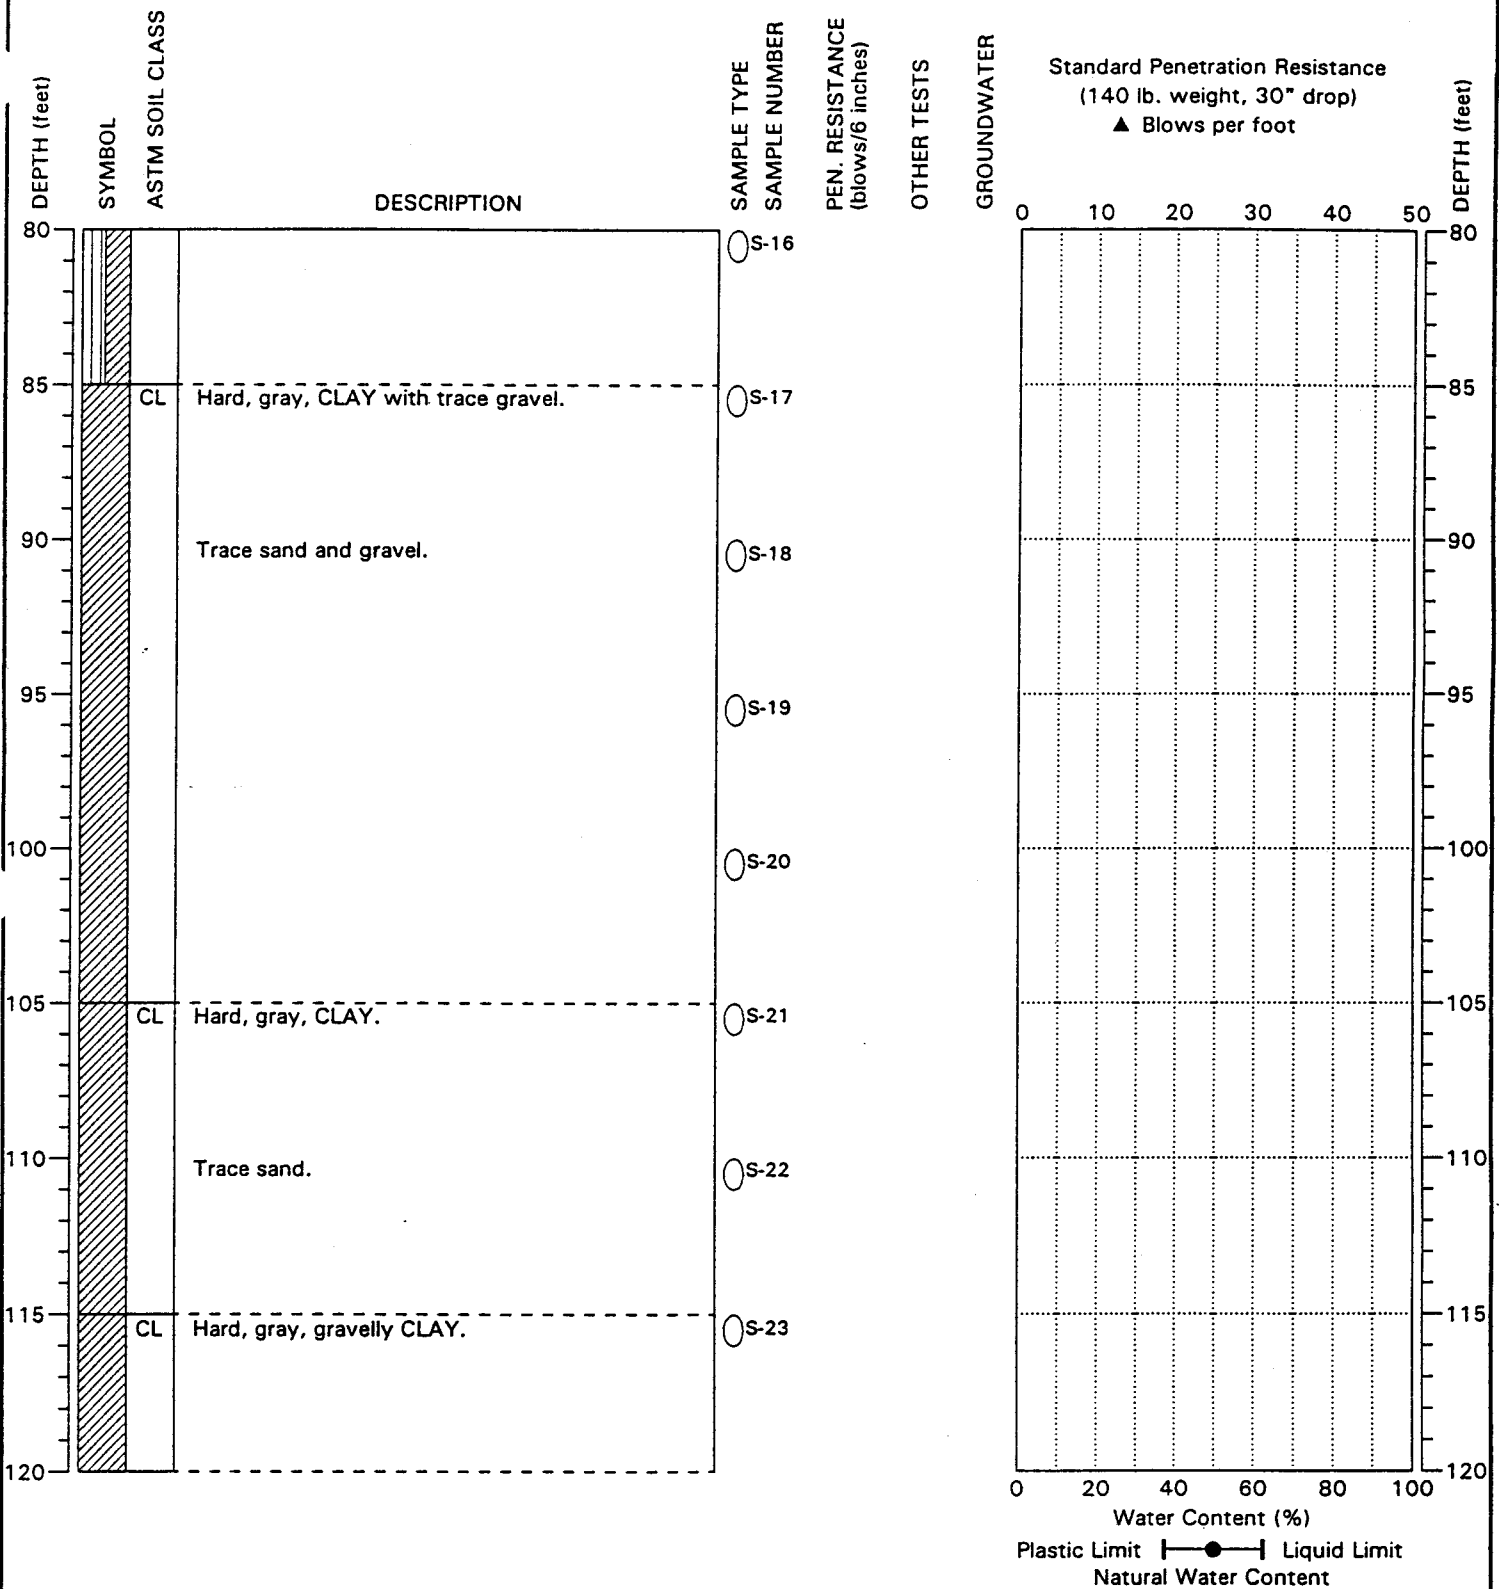 DEPTH (feet)
SYMBOL
ASTM SOIL CLASS
DESCRIPTION
SAMPLE TYPE
SAMPLE NUMBER
PEN. RESISTANCE
(blows/6 inches)
OTHER TESTS
GROUNDWATER
Standard Penetration Resistance
(140 lb. weight, 30" drop)
▲ Blows per foot
DEPTH (feet)
0 10 20 30 40 50
80 S-16 80
85 85
CL Hard, gray, CLAY with trace gravel. S-17
90 90
Trace sand and gravel. S-18
95 95
S-19
100 100
S-20
105 105
CL Hard, gray, CLAY. S-21
110 110
Trace sand. S-22
115 115
CL Hard, gray, gravelly CLAY. S-23
120 120
0 20 40 60 80 100
Water Content (%)
Plastic Limit Liquid Limit
Natural Water Content